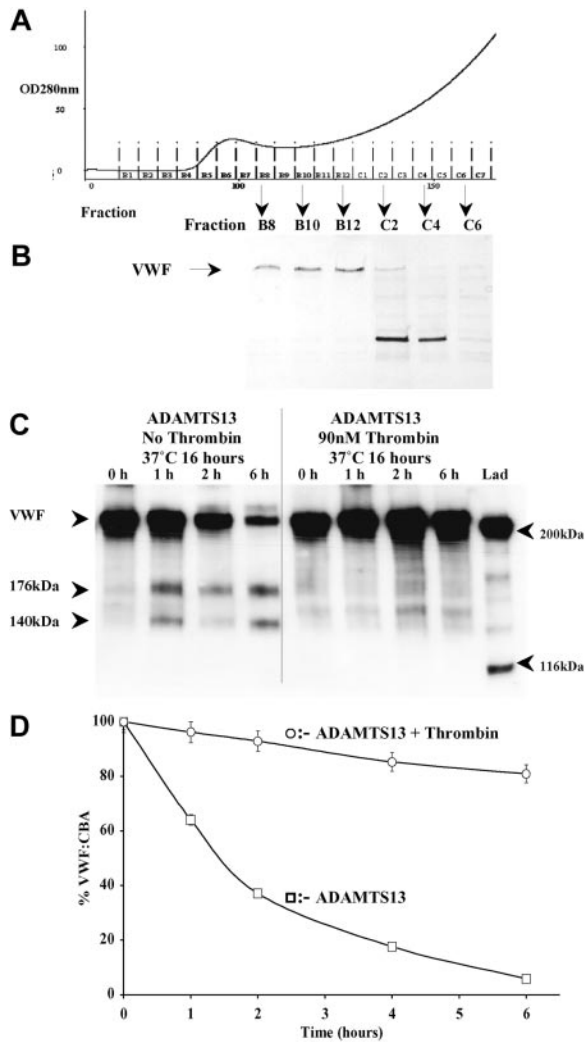 A
100
OD280nm
50
0
B1 B2 B3 B4 B5 B6 B7 B8 B9 B10 B11 B12 C1 C2 C3 C4 C5 C6 C7
0 100 150
Fraction
Fraction B8 B10 B12 C2 C4 C6
B
VWF
C
ADAMTS13
No Thrombin
37°C 16 hours
0 h 1 h 2 h 6 h
ADAMTS13
90nM Thrombin
37°C 16 hours
0 h 1 h 2 h 6 h Lad
VWF
200kDa
176kDa
140kDa
116kDa
D
100
80
60
40
20
0
% VWF:CBA
O:- ADAMTS13 + Thrombin
□:- ADAMTS13
0 1 2 3 4 5 6
Time (hours)